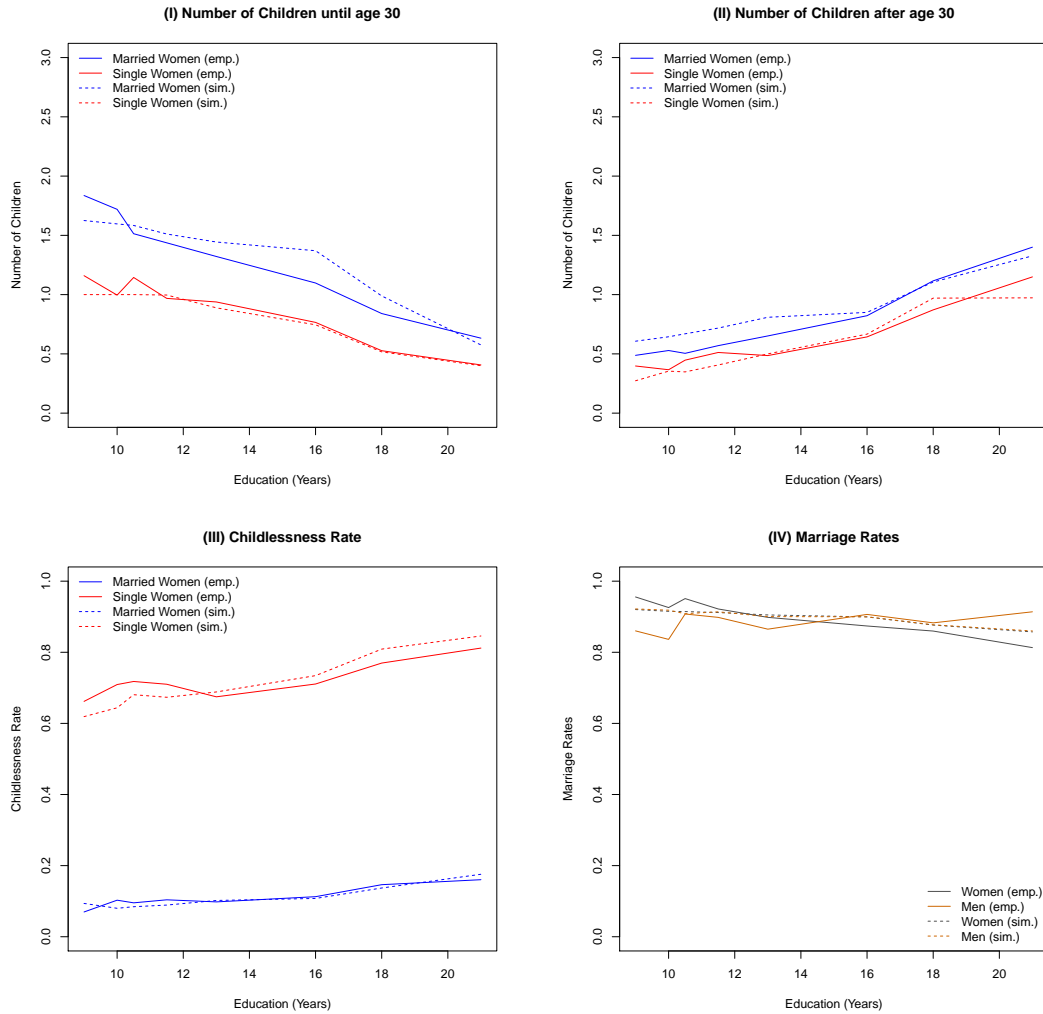 (I) Number of Children until age 30
Number of Children
3.0
2.5
2.0
1.5
1.0
0.5
0.0
Married Women (emp.)
Single Women (emp.)
Married Women (sim.)
Single Women (sim.)
10 12 14 16 18 20
Education (Years)
(II) Number of Children after age 30
Number of Children
3.0
2.5
2.0
1.5
1.0
0.5
0.0
Married Women (emp.)
Single Women (emp.)
Married Women (sim.)
Single Women (sim.)
10 12 14 16 18 20
Education (Years)
(III) Childlessness Rate
Childlessness Rate
1.0
0.8
0.6
0.4
0.2
0.0
Married Women (emp.)
Single Women (emp.)
Married Women (sim.)
Single Women (sim.)
10 12 14 16 18 20
Education (Years)
(IV) Marriage Rates
Marriage Rates
1.0
0.8
0.6
0.4
0.2
0.0
Women (emp.)
Men (emp.)
Women (sim.)
Men (sim.)
10 12 14 16 18 20
Education (Years)